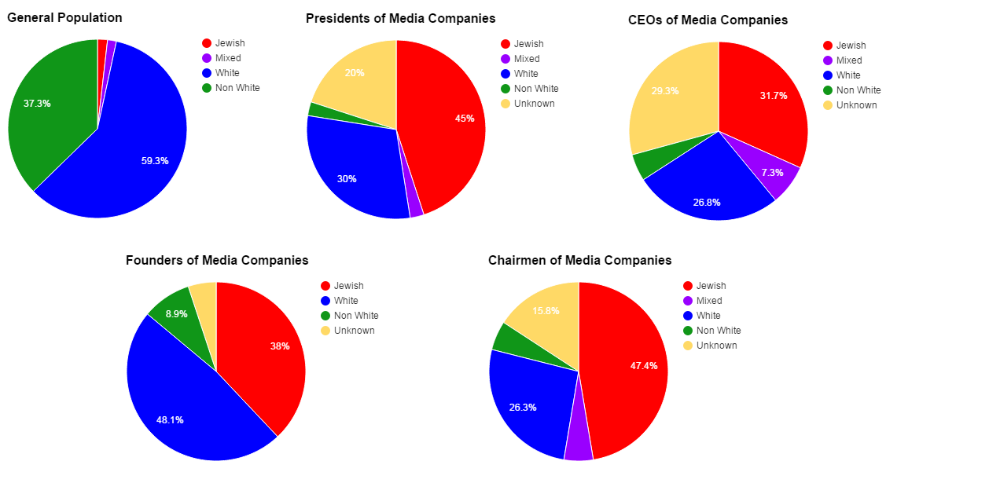 General Population
Jewish
Mixed
White
Non White
37.3%
59.3%
Presidents of Media Companies
Jewish
Mixed
White
Non White
Unknown
20%
45%
30%
CEOs of Media Companies
Jewish
Mixed
White
Non White
Unknown
29.3%
31.7%
7.3%
26.8%
Founders of Media Companies
Jewish
White
Non White
Unknown
8.9%
38%
48.1%
Chairmen of Media Companies
Jewish
Mixed
White
Non White
Unknown
15.8%
47.4%
26.3%